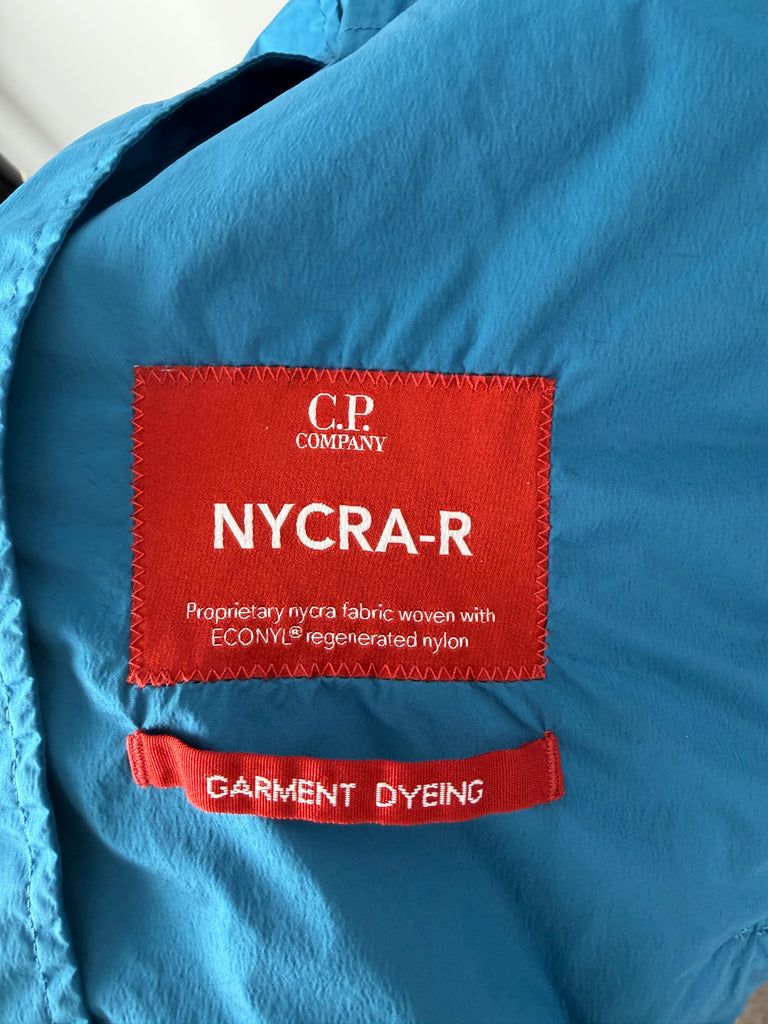 C.P.
COMPANY
NYCRA-R
Proprietary nycra fabric woven with
ECONYL® regenerated nylon
GARMENT DYEING